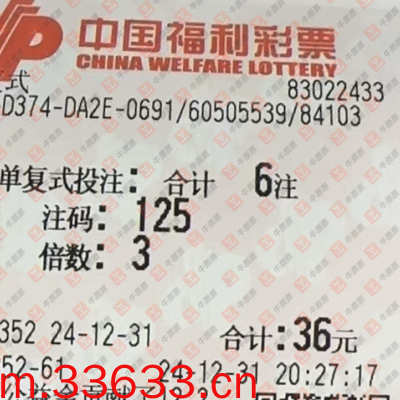 中国福利彩票
CHINA WELFARE LOTTERY
式 83022433
D374-DA2E-0691/60505539/84103
单复式投注: 合计 6注
注码: 125
倍数: 3
352 24-12-31 合计:36元
52-61 24-12-31 20:27:17
m.33633.cn